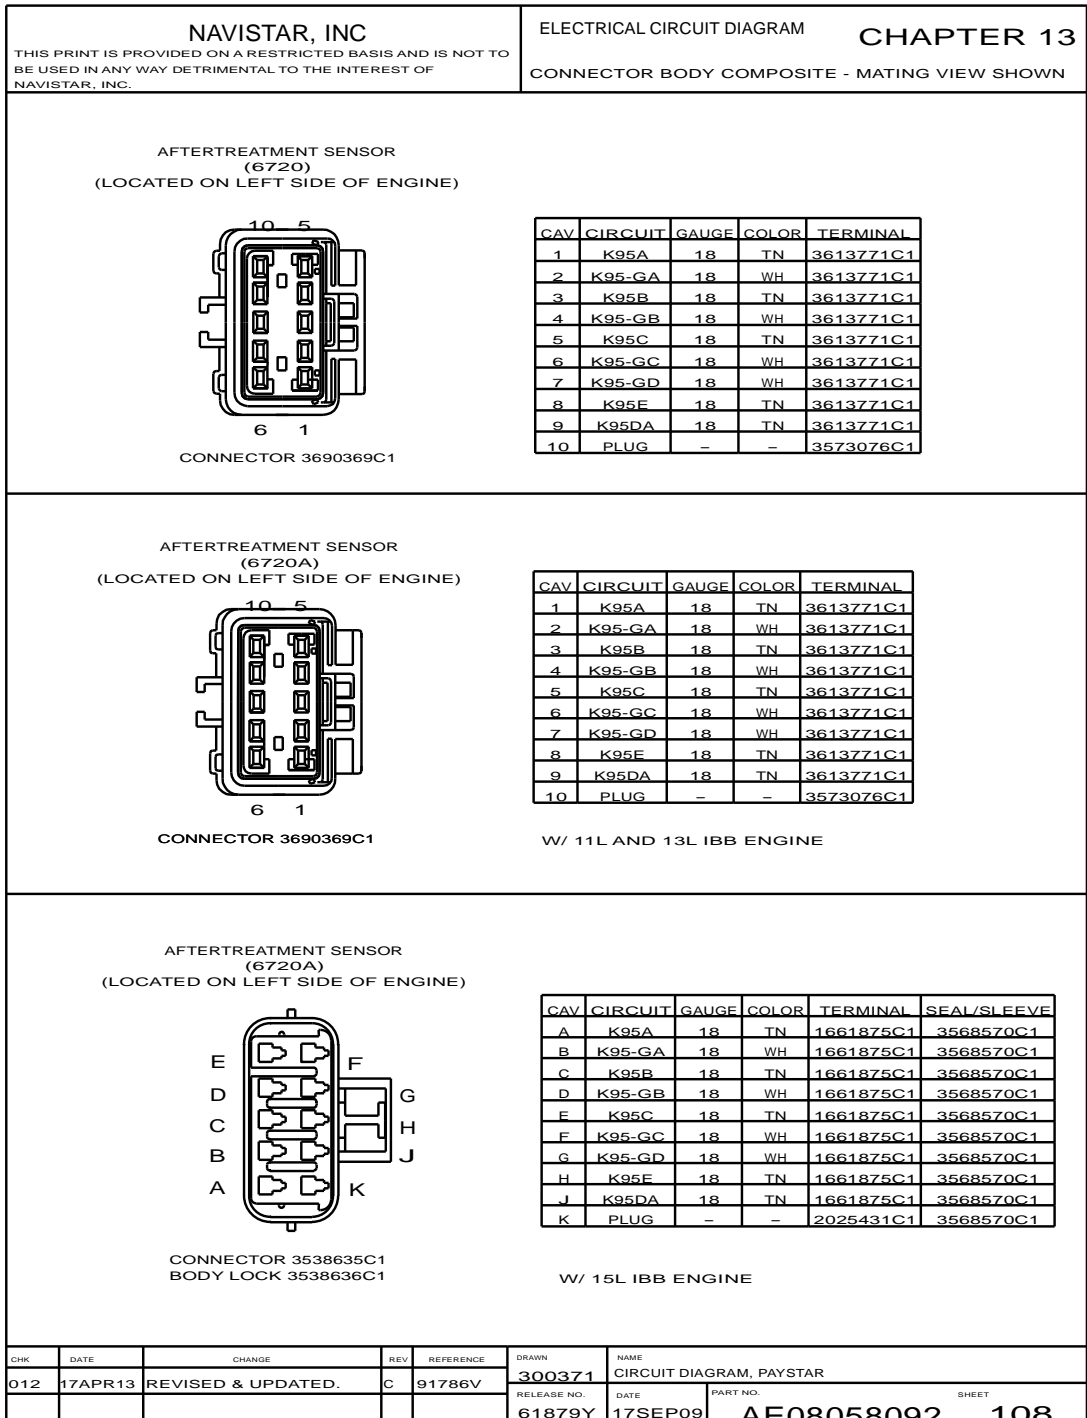 NAVISTAR, INC
THIS PRINT IS PROVIDED ON A RESTRICTED BASIS AND IS NOT TO
BE USED IN ANY WAY DETRIMENTAL TO THE INTEREST OF
NAVISTAR, INC.
ELECTRICAL CIRCUIT DIAGRAM
CHAPTER 13
CONNECTOR BODY COMPOSITE - MATING VIEW SHOWN
AFTERTREATMENT SENSOR
(6720)
(LOCATED ON LEFT SIDE OF ENGINE)
10 5
6 1
CONNECTOR 3690369C1
CAV CIRCUIT GAUGE COLOR TERMINAL
1 K95A 18 TN 3613771C1
2 K95-GA 18 WH 3613771C1
3 K95B 18 TN 3613771C1
4 K95-GB 18 WH 3613771C1
5 K95C 18 TN 3613771C1
6 K95-GC 18 WH 3613771C1
7 K95-GD 18 WH 3613771C1
8 K95E 18 TN 3613771C1
9 K95DA 18 TN 3613771C1
10 PLUG – – 3573076C1
AFTERTREATMENT SENSOR
(6720A)
(LOCATED ON LEFT SIDE OF ENGINE)
10 5
6 1
CONNECTOR 3690369C1
CAV CIRCUIT GAUGE COLOR TERMINAL
1 K95A 18 TN 3613771C1
2 K95-GA 18 WH 3613771C1
3 K95B 18 TN 3613771C1
4 K95-GB 18 WH 3613771C1
5 K95C 18 TN 3613771C1
6 K95-GC 18 WH 3613771C1
7 K95-GD 18 WH 3613771C1
8 K95E 18 TN 3613771C1
9 K95DA 18 TN 3613771C1
10 PLUG – – 3573076C1
W/ 11L AND 13L IBB ENGINE
AFTERTREATMENT SENSOR
(6720A)
(LOCATED ON LEFT SIDE OF ENGINE)
E F
D G
C H
B J
A K
CONNECTOR 3538635C1
BODY LOCK 3538636C1
CAV CIRCUIT GAUGE COLOR TERMINAL SEAL/SLEEVE
A K95A 18 TN 1661875C1 3568570C1
B K95-GA 18 WH 1661875C1 3568570C1
C K95B 18 TN 1661875C1 3568570C1
D K95-GB 18 WH 1661875C1 3568570C1
E K95C 18 TN 1661875C1 3568570C1
F K95-GC 18 WH 1661875C1 3568570C1
G K95-GD 18 WH 1661875C1 3568570C1
H K95E 18 TN 1661875C1 3568570C1
J K95DA 18 TN 1661875C1 3568570C1
K PLUG – – 2025431C1 3568570C1
W/ 15L IBB ENGINE
CHK DATE CHANGE REV REFERENCE
012 17APR13 REVISED & UPDATED. C 91786V
DRAWN
300371
NAME
CIRCUIT DIAGRAM, PAYSTAR
RELEASE NO.
61879Y
DATE
17SEP09
PART NO.
AE08058092
SHEET
108